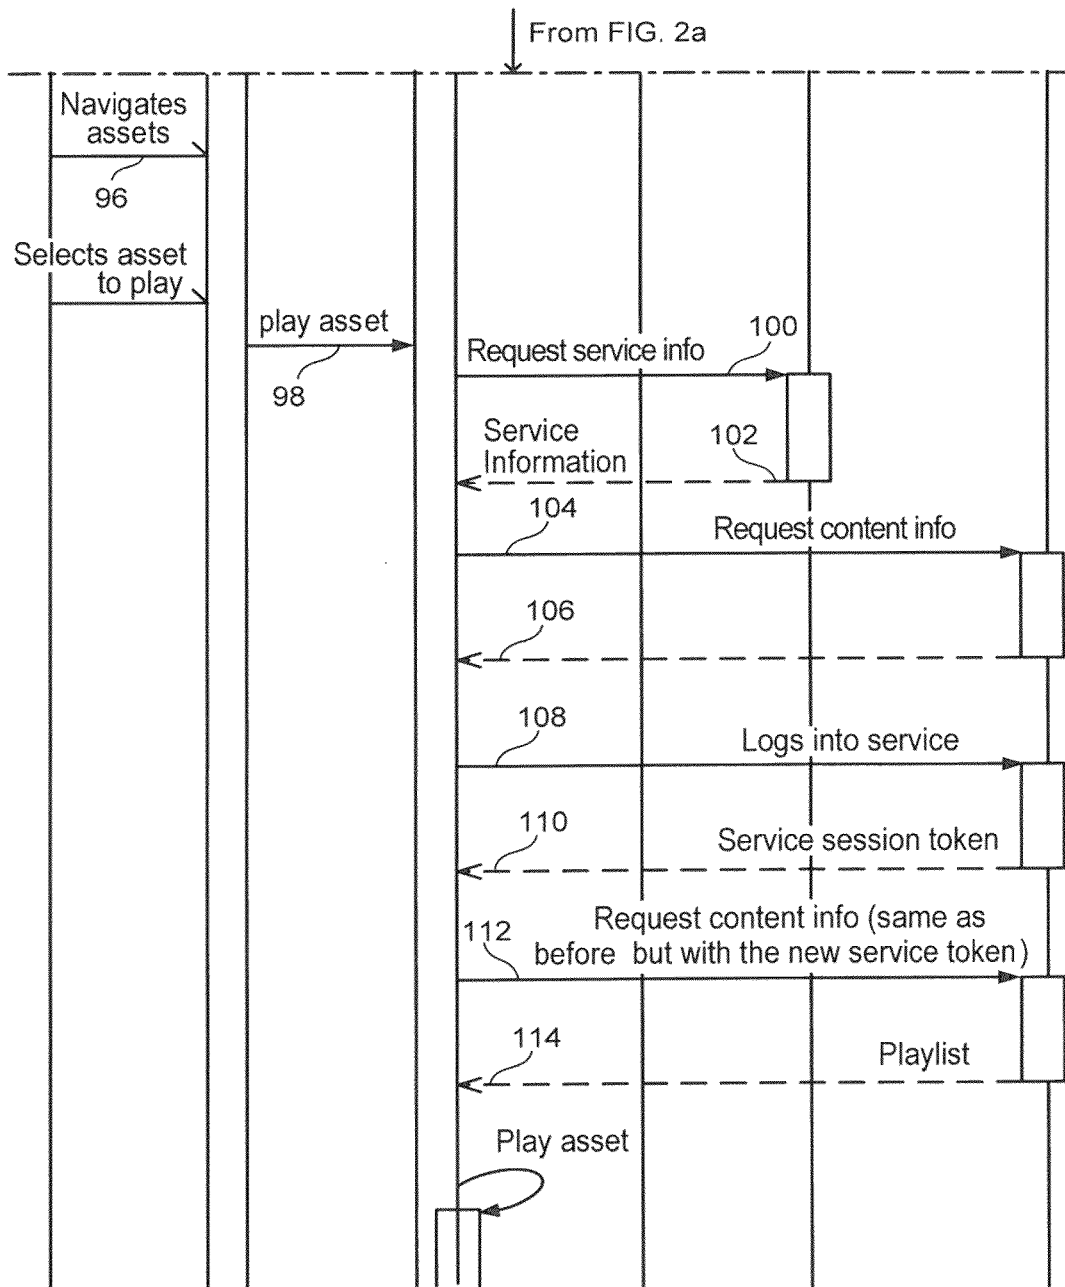 From FIG. 2a
Navigates
assets
96
Selects asset
to play
play asset
98
Request service info
100
Service
Information
102
104
Request content info
106
108
Logs into service
110
Service session token
112
Request content info (same as
before but with the new service token)
114
Playlist
Play asset